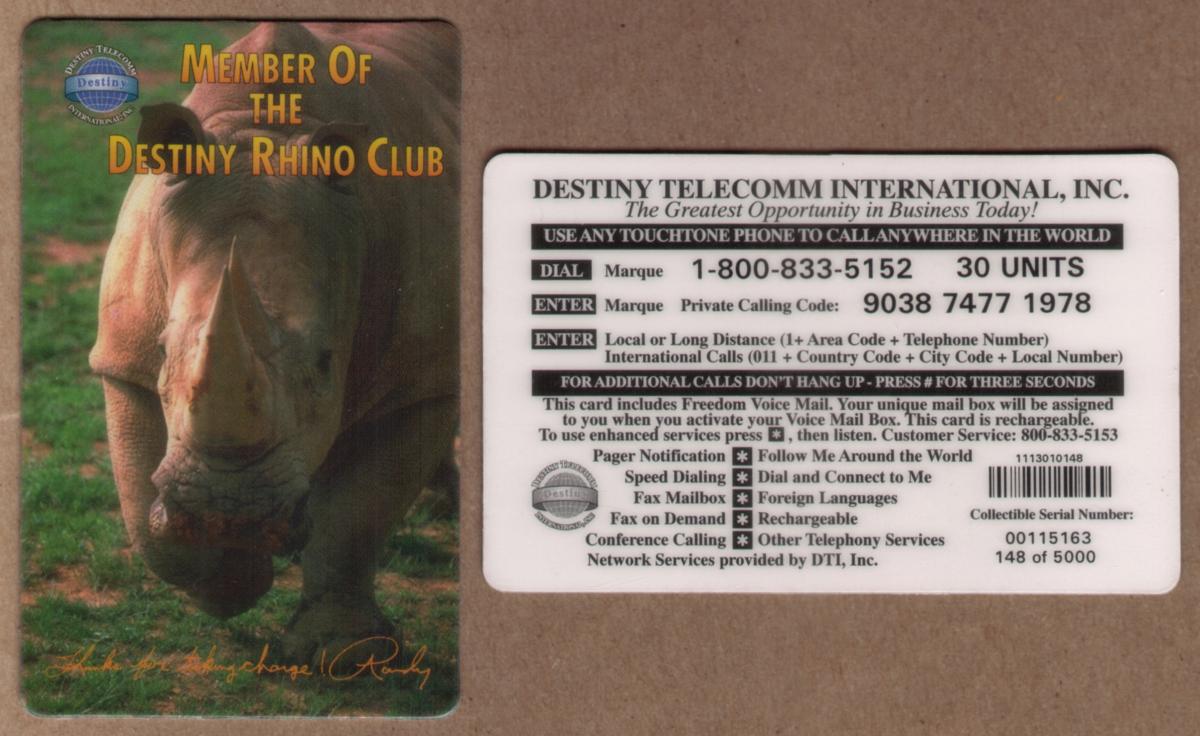 DESTINY TELECOMM
Destiny
INTERNATIONAL, INC.
MEMBER OF
THE
DESTINY RHINO CLUB
Thanks for taking charge! Randy
DESTINY TELECOMM INTERNATIONAL, INC.
The Greatest Opportunity in Business Today!
USE ANY TOUCHTONE PHONE TO CALL ANYWHERE IN THE WORLD
DIAL Marque 1-800-833-5152 30 UNITS
ENTER Marque Private Calling Code: 9038 7477 1978
ENTER Local or Long Distance (1+ Area Code + Telephone Number)
International Calls (011 + Country Code + City Code + Local Number)
FOR ADDITIONAL CALLS DON'T HANG UP - PRESS # FOR THREE SECONDS
This card includes Freedom Voice Mail. Your unique mail box will be assigned
to you when you activate your Voice Mail Box. This card is rechargeable.
To use enhanced services press *, then listen. Customer Service: 800-833-5153
Pager Notification * Follow Me Around the World
Speed Dialing * Dial and Connect to Me
Fax Mailbox * Foreign Languages
Fax on Demand * Rechargeable
Conference Calling * Other Telephony Services
Network Services provided by DTI, Inc.
DESTINY TELECOMM
Destiny
INTERNATIONAL, INC
1113010148
Collectible Serial Number:
00115163
148 of 5000